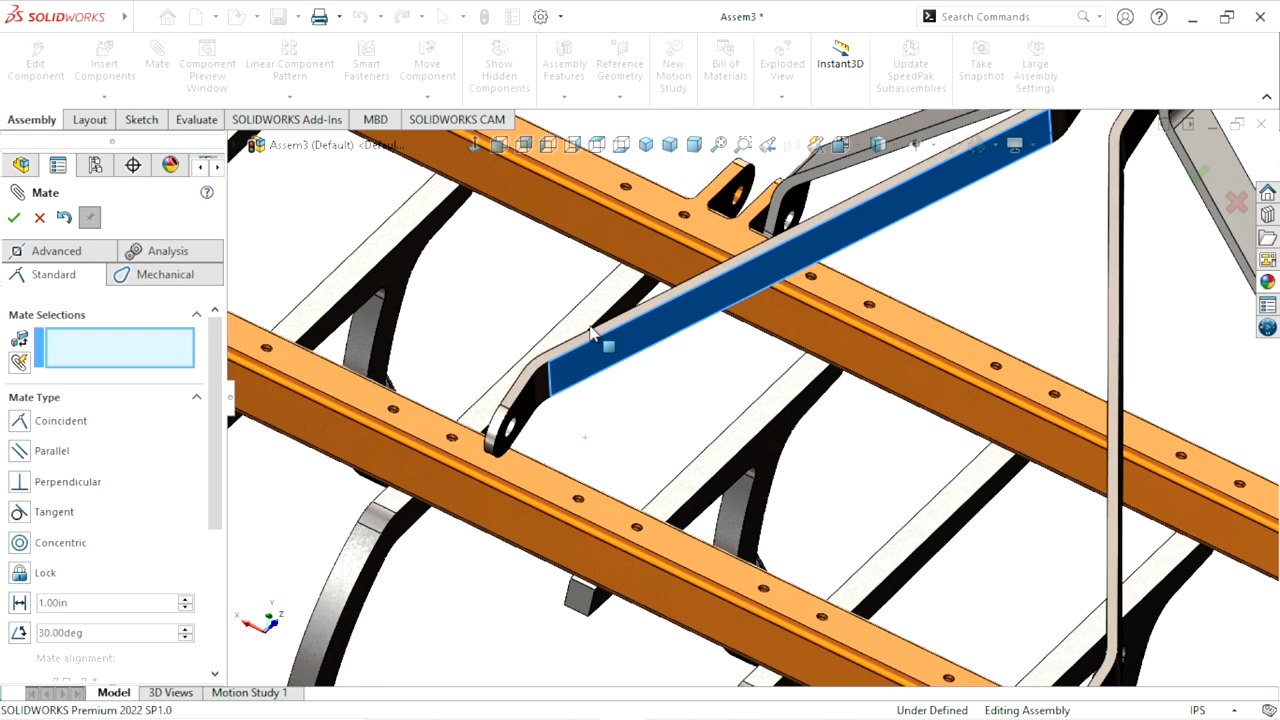 SOLIDWORKS
Assem3 *
Search Commands
Edit Component
Insert Components
Mate
Component Preview Window
Linear Component Pattern
Smart Fasteners
Move Component
Show Hidden Components
Assembly Features
Reference Geometry
New Motion Study
Bill of Materials
Exploded View
Instant3D
Update SpeedPak Subassemblies
Take Snapshot
Large Assembly Settings
Assembly
Layout
Sketch
Evaluate
SOLIDWORKS Add-Ins
MBD
SOLIDWORKS CAM
Assem3 (Default) <Defau...
Mate
Advanced
Analysis
Standard
Mechanical
Mate Selections
Mate Type
Coincident
Parallel
Perpendicular
Tangent
Concentric
Lock
1.00in
30.00deg
Mate alignment:
X
Y
Z
Model
3D Views
Motion Study 1
SOLIDWORKS Premium 2022 SP1.0
Under Defined
Editing Assembly
IPS